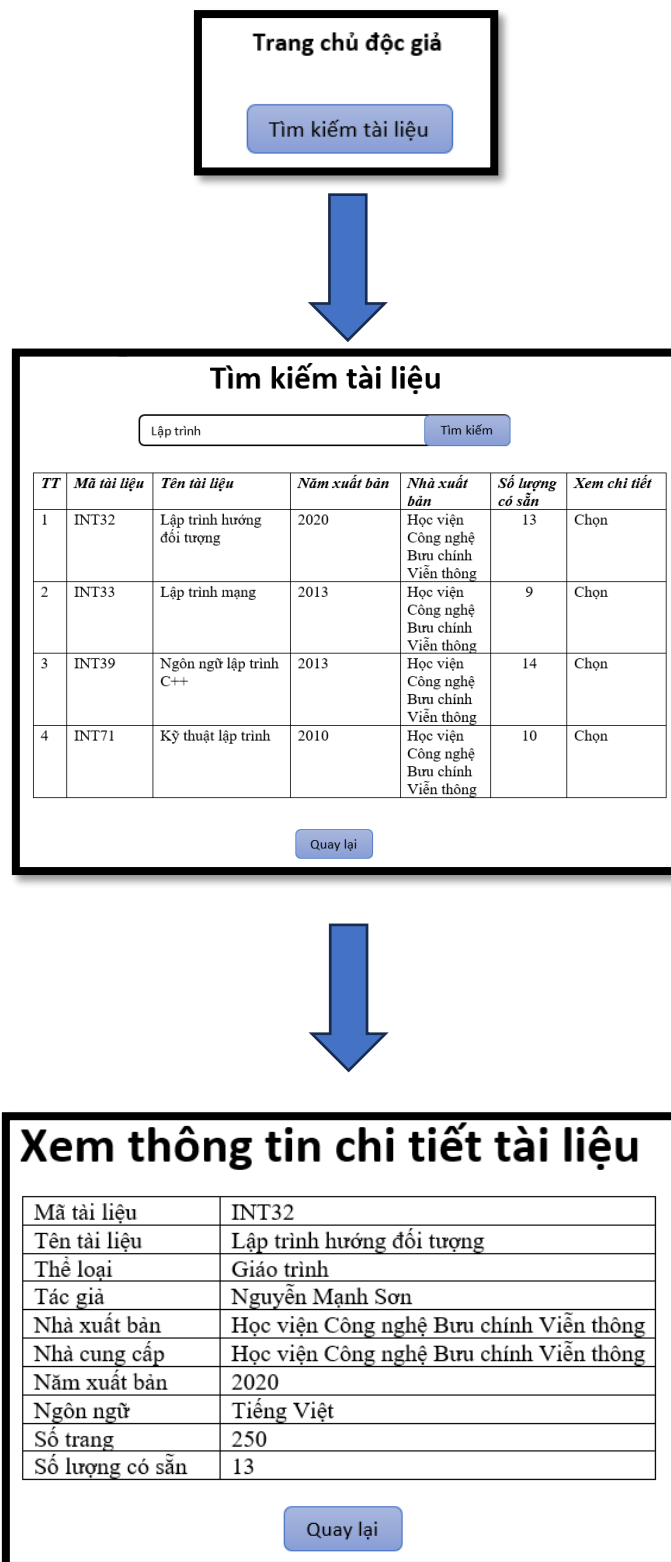 Trang chủ độc giả
Tìm kiếm tài liệu
Tìm kiếm tài liệu
Lập trình Tìm kiếm
TT Mã tài liệu Tên tài liệu Năm xuất bản Nhà xuất bản Số lượng có sẵn Xem chi tiết
1 INT32 Lập trình hướng đối tượng 2020 Học viện Công nghệ Bưu chính Viễn thông 13 Chọn
2 INT33 Lập trình mạng 2013 Học viện Công nghệ Bưu chính Viễn thông 9 Chọn
3 INT39 Ngôn ngữ lập trình C++ 2013 Học viện Công nghệ Bưu chính Viễn thông 14 Chọn
4 INT71 Kỹ thuật lập trình 2010 Học viện Công nghệ Bưu chính Viễn thông 10 Chọn
Quay lại
Xem thông tin chi tiết tài liệu
Mã tài liệu INT32
Tên tài liệu Lập trình hướng đối tượng
Thể loại Giáo trình
Tác giả Nguyễn Mạnh Sơn
Nhà xuất bản Học viện Công nghệ Bưu chính Viễn thông
Nhà cung cấp Học viện Công nghệ Bưu chính Viễn thông
Năm xuất bản 2020
Ngôn ngữ Tiếng Việt
Số trang 250
Số lượng có sẵn 13
Quay lại